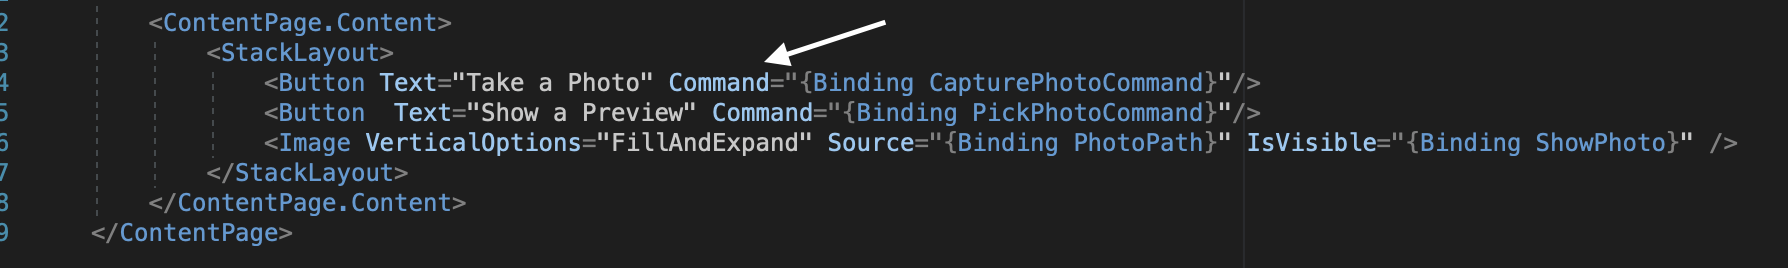 2 <ContentPage.Content>
3 <StackLayout>
4 <Button Text="Take a Photo" Command="{Binding CapturePhotoCommand}"/>
5 <Button  Text="Show a Preview" Command="{Binding PickPhotoCommand}"/>
6 <Image VerticalOptions="FillAndExpand" Source="{Binding PhotoPath}" IsVisible="{Binding ShowPhoto}" />
7 </StackLayout>
8 </ContentPage.Content>
9 </ContentPage>